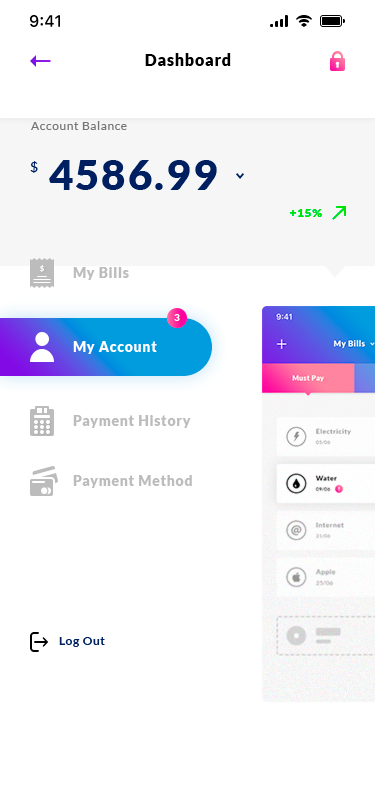 9:41
Dashboard
Account Balance
$ 4586.99
+15%
$
My Bills
9:41
3
My Account
My Bills
Must Pay
Payment History
Electricity
05/06
Payment Method
Water
09/06
Internet
21/06
Apple
25/06
Log Out